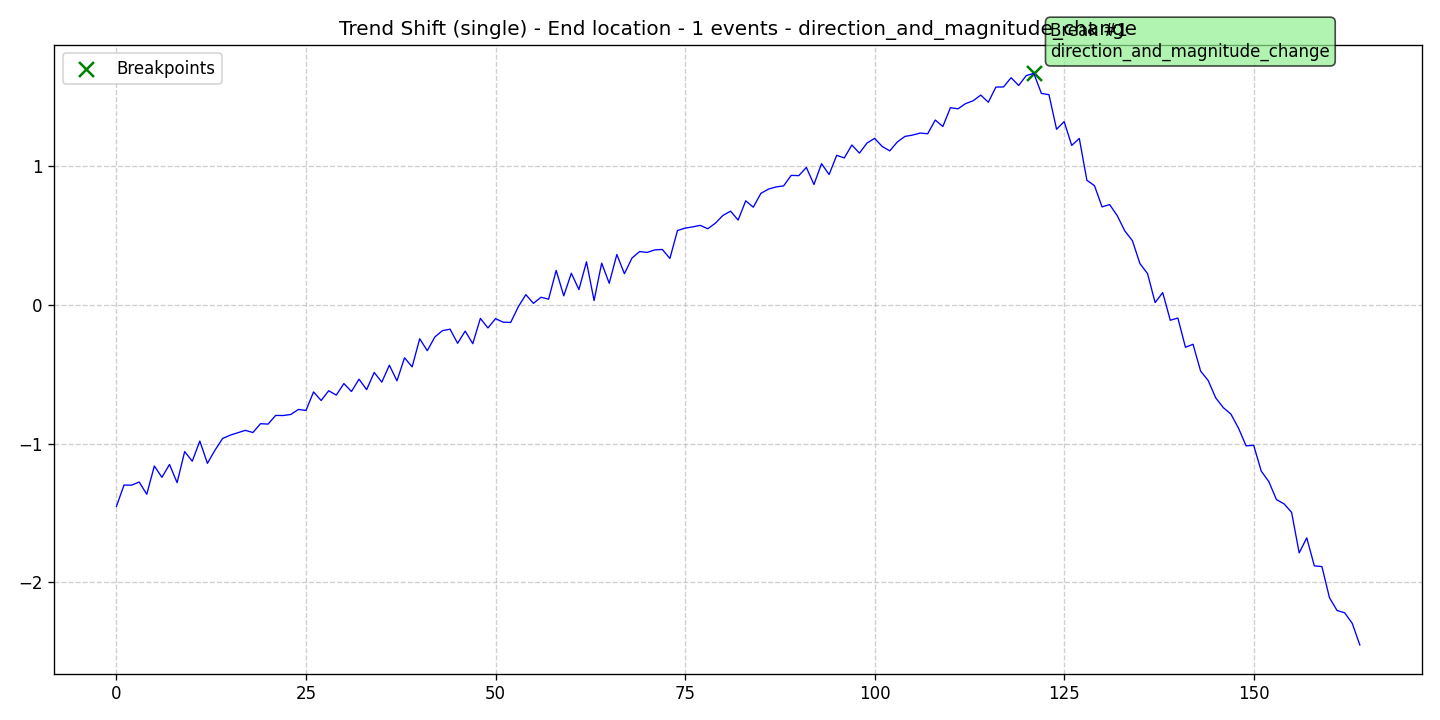 Trend Shift (single) - End location - 1 events - direction_and_magnitude_change
Break #1
direction_and_magnitude_change
Breakpoints
1
0
−1
−2
0
25
50
75
100
125
150